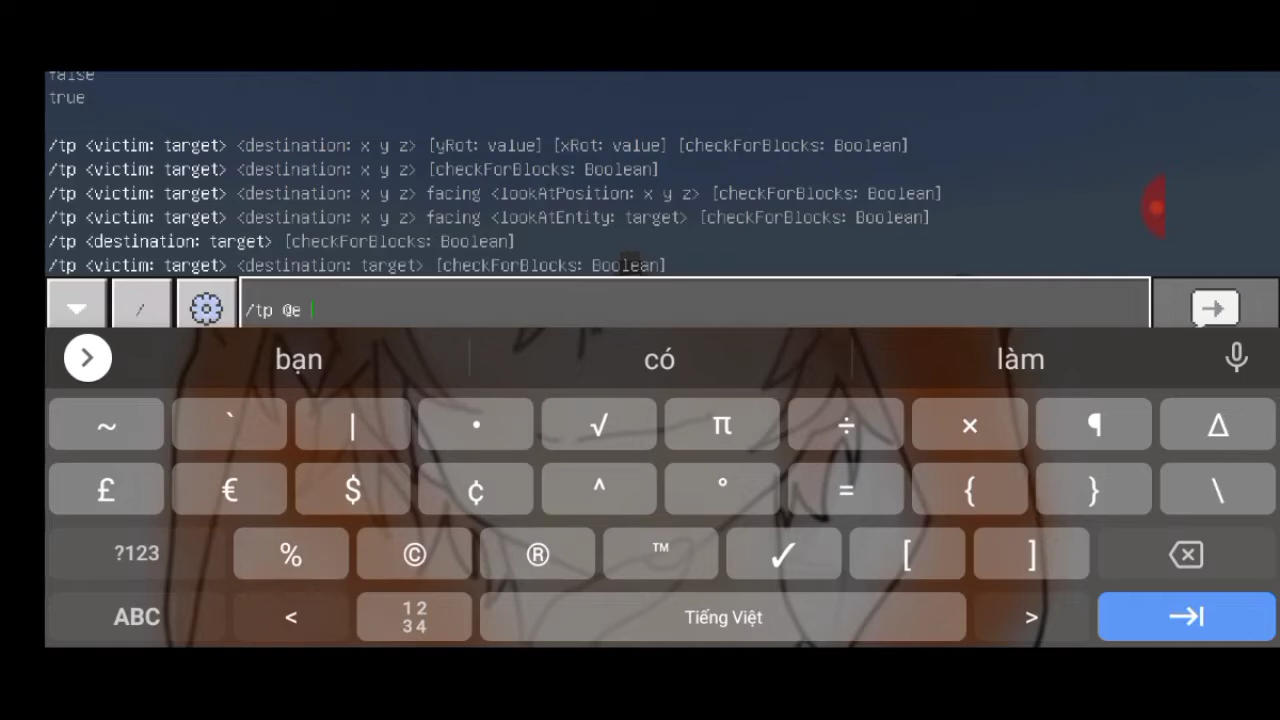 false
true
/tp <victim: target> <destination: x y z> [yRot: value] [xRot: value] [checkForBlocks: Boolean]
/tp <victim: target> <destination: x y z> [checkForBlocks: Boolean]
/tp <victim: target> <destination: x y z> facing <lookAtPosition: x y z> [checkForBlocks: Boolean]
/tp <victim: target> <destination: x y z> facing <lookAtEntity: target> [checkForBlocks: Boolean]
/tp <destination: target> [checkForBlocks: Boolean]
/tp <victim: target> <destination: target> [checkForBlocks: Boolean]
/ /tp @e
bạn có làm
~ ` | • √ π ÷ × ¶ Δ
£ € $ ¢ ^ ° = { } \
?123 % © ® ™ ✓ [ ]
ABC < 12 34 Tiếng Việt >